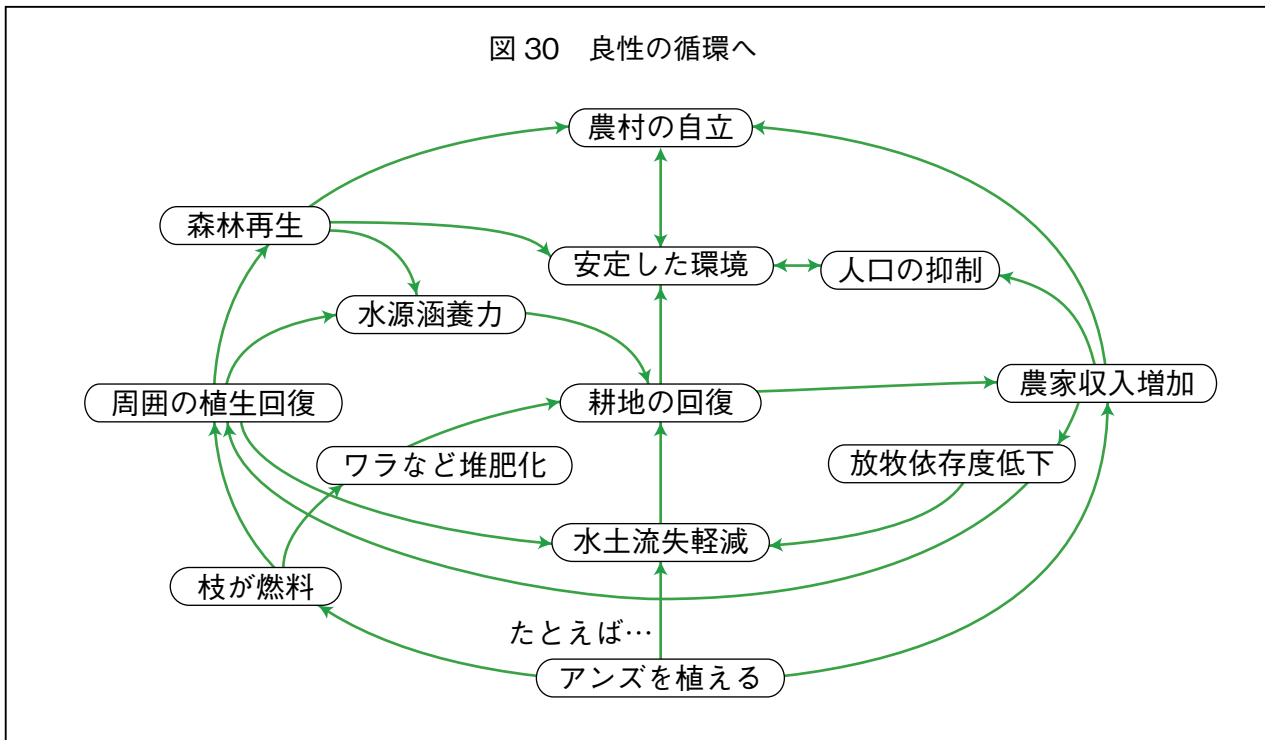 図 30 良性の循環へ
農村の自立
森林再生
安定した環境
人口の抑制
水源涵養力
農家収入増加
周囲の植生回復
耕地の回復
ワラなど堆肥化
放牧依存度低下
水土流失軽減
枝が燃料
たとえば…
アンズを植える